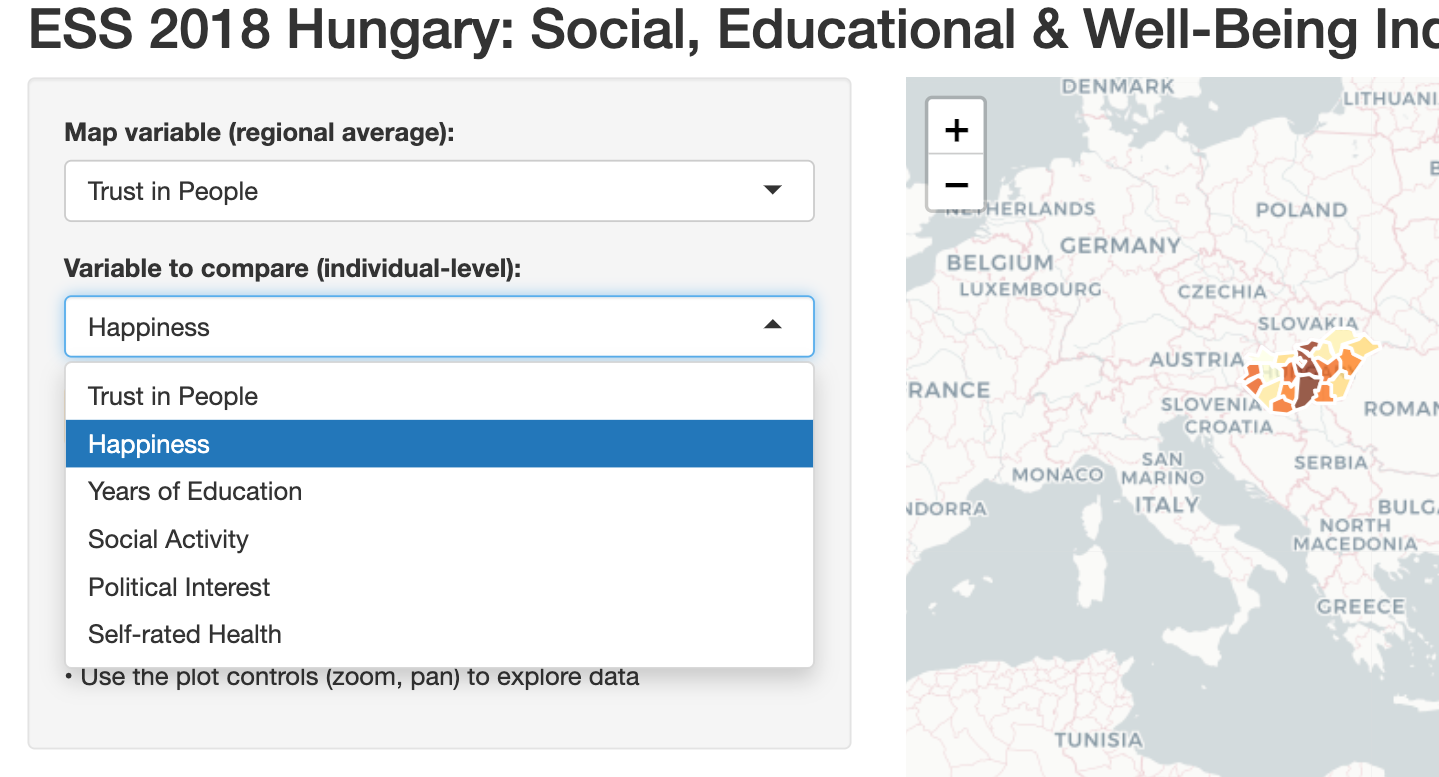 ESS 2018 Hungary: Social, Educational & Well-Being Inc
Map variable (regional average):
Trust in People
Variable to compare (individual-level):
Happiness
Trust in People
Happiness
Years of Education
Social Activity
Political Interest
Self-rated Health
• Use the plot controls (zoom, pan) to explore data
+
−
DENMARK
LITHUANI
NETHERLANDS
POLAND
GERMANY
BELGIUM
LUXEMBOURG
CZECHIA
SLOVAKIA
AUSTRIA
RANCE
SLOVENIA
ROMAN
CROATIA
SAN
MARINO
MONACO
SERBIA
ITALY
NDORRA
BULGA
NORTH
MACEDONIA
GREECE
TUNISIA